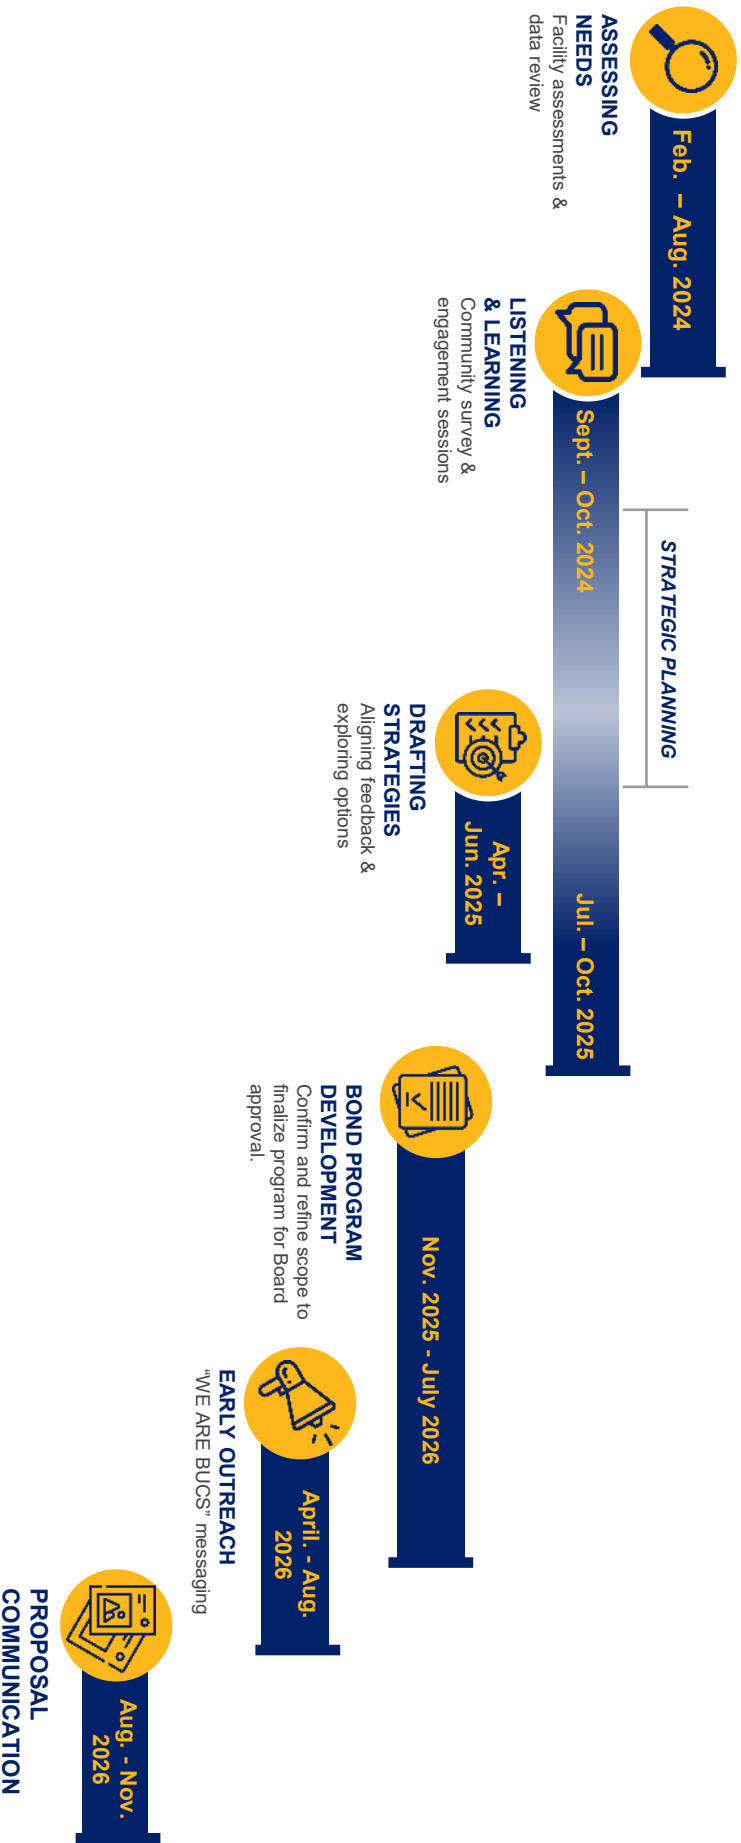 Feb. – Aug. 2024
ASSESSING
NEEDS
Facility assessments &
data review
STRATEGIC PLANNING
Sept. – Oct. 2024
Jul. – Oct. 2025
LISTENING
& LEARNING
Community survey &
engagement sessions
Apr. –
Jun. 2025
DRAFTING
STRATEGIES
Aligning feedback &
exploring options
Nov. 2025 - July 2026
BOND PROGRAM
DEVELOPMENT
Confirm and refine scope to
finalize program for Board
approval.
April. - Aug.
2026
EARLY OUTREACH
“WE ARE BUCS” messaging
Aug. - Nov.
2026
PROPOSAL
COMMUNICATION